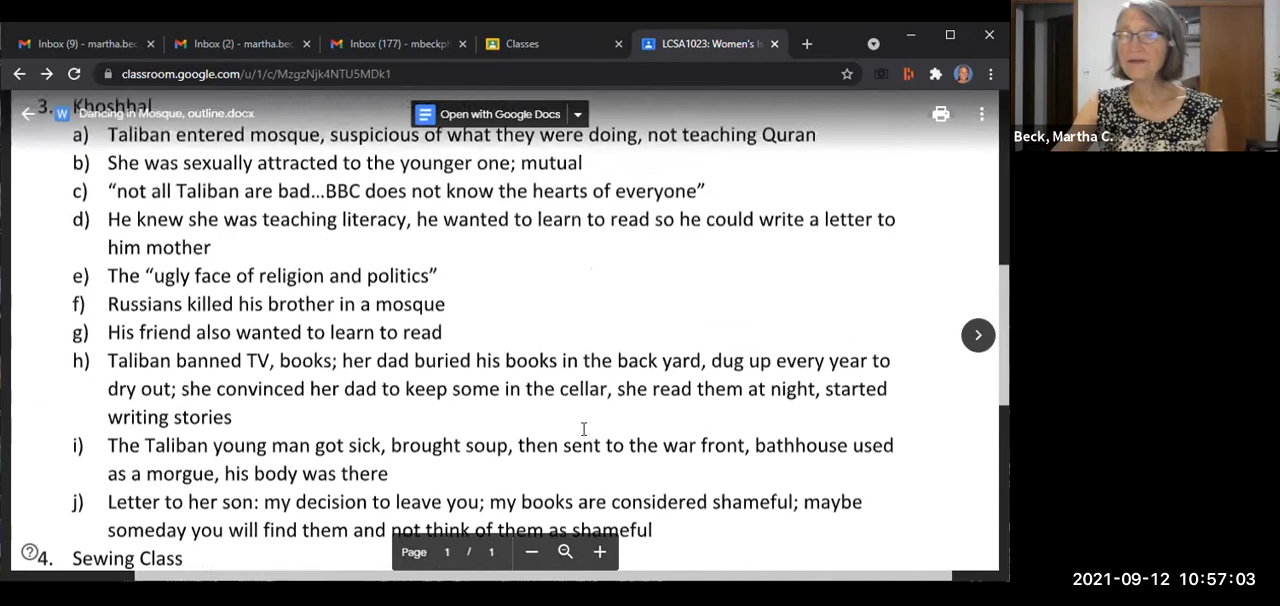 Inbox (9) - martha.bec
Inbox (2) - martha.bec
Inbox (177) - mbeckph
Classes
LCSA1023: Women's Is
classroom.google.com/u/1/c/MzgzNjk4NTU5MDk1
Beck, Martha C.
3. Khoshhal
Dancing in Mosque, outline.docx
Open with Google Docs
a) Taliban entered mosque, suspicious of what they were doing, not teaching Quran
b) She was sexually attracted to the younger one; mutual
c) “not all Taliban are bad…BBC does not know the hearts of everyone”
d) He knew she was teaching literacy, he wanted to learn to read so he could write a letter to
him mother
e) The “ugly face of religion and politics”
f) Russians killed his brother in a mosque
g) His friend also wanted to learn to read
h) Taliban banned TV, books; her dad buried his books in the back yard, dug up every year to
dry out; she convinced her dad to keep some in the cellar, she read them at night, started
writing stories
i) The Taliban young man got sick, brought soup, then sent to the war front, bathhouse used
as a morgue, his body was there
j) Letter to her son: my decision to leave you; my books are considered shameful; maybe
someday you will find them and not think of them as shameful
Page 1 / 1
4. Sewing Class
2021-09-12 10:57:03